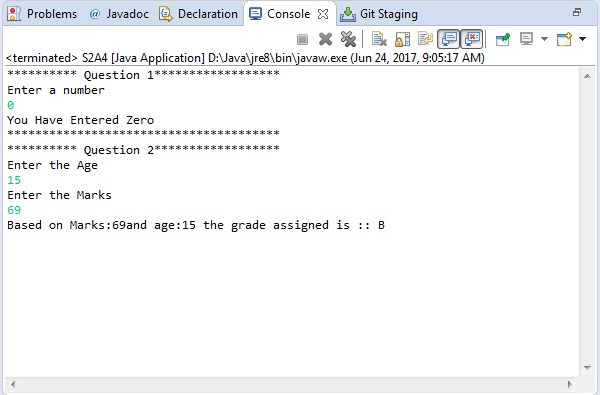 Problems @ Javadoc Declaration Console Git Staging
<terminated> S2A4 [Java Application] D:\Java\jre8\bin\javaw.exe (Jun 24, 2017, 9:05:17 AM)
********** Question 1******************
Enter a number
0
You Have Entered Zero
***************************************
********** Question 2******************
Enter the Age
15
Enter the Marks
69
Based on Marks:69and age:15 the grade assigned is :: B